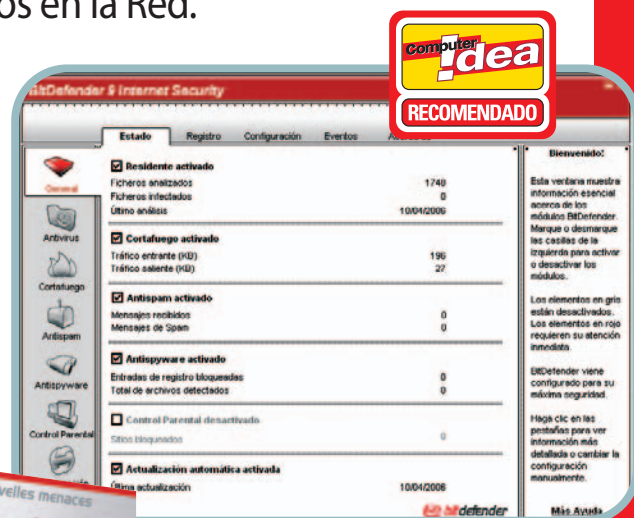 os en la Red.
Computer
!dea
RECOMENDADO
BitDefender 9 Internet Security
Estado Registro Configuración Eventos
General
Antivirus
Cortafuego
Antispam
Antispyware
Control Parental
Residente activado
Ficheros analizados 1748
Ficheros infectados 0
Último análisis 10/04/2006
Cortafuego activado
Tráfico entrante (KB) 196
Tráfico saliente (KB) 27
Antispam activado
Mensajes recibidos 0
Mensajes de Spam 0
Antispyware activado
Entradas de registro bloqueadas 0
Total de archivos detectados 0
Control Parental desactivado
Sitios bloqueados 0
Actualización automática activada
Última actualización 10/04/2006
bitdefender
Bienvenido!
Esta ventana muestra
información esencial
acerca de los
módulos BitDefender.
Marque o desmarque
las casillas de la
izquierda para activar
o desactivar los
módulos.
Los elementos en gris
están desactivados.
Los elementos en rojo
requieren su atención
inmediata.
BitDefender viene
configurado para su
máxima seguridad.
Haga clic en las
pestañas para ver
información más
detallada o cambiar la
configuración
manualmente.
Más Ayuda
velles menaces